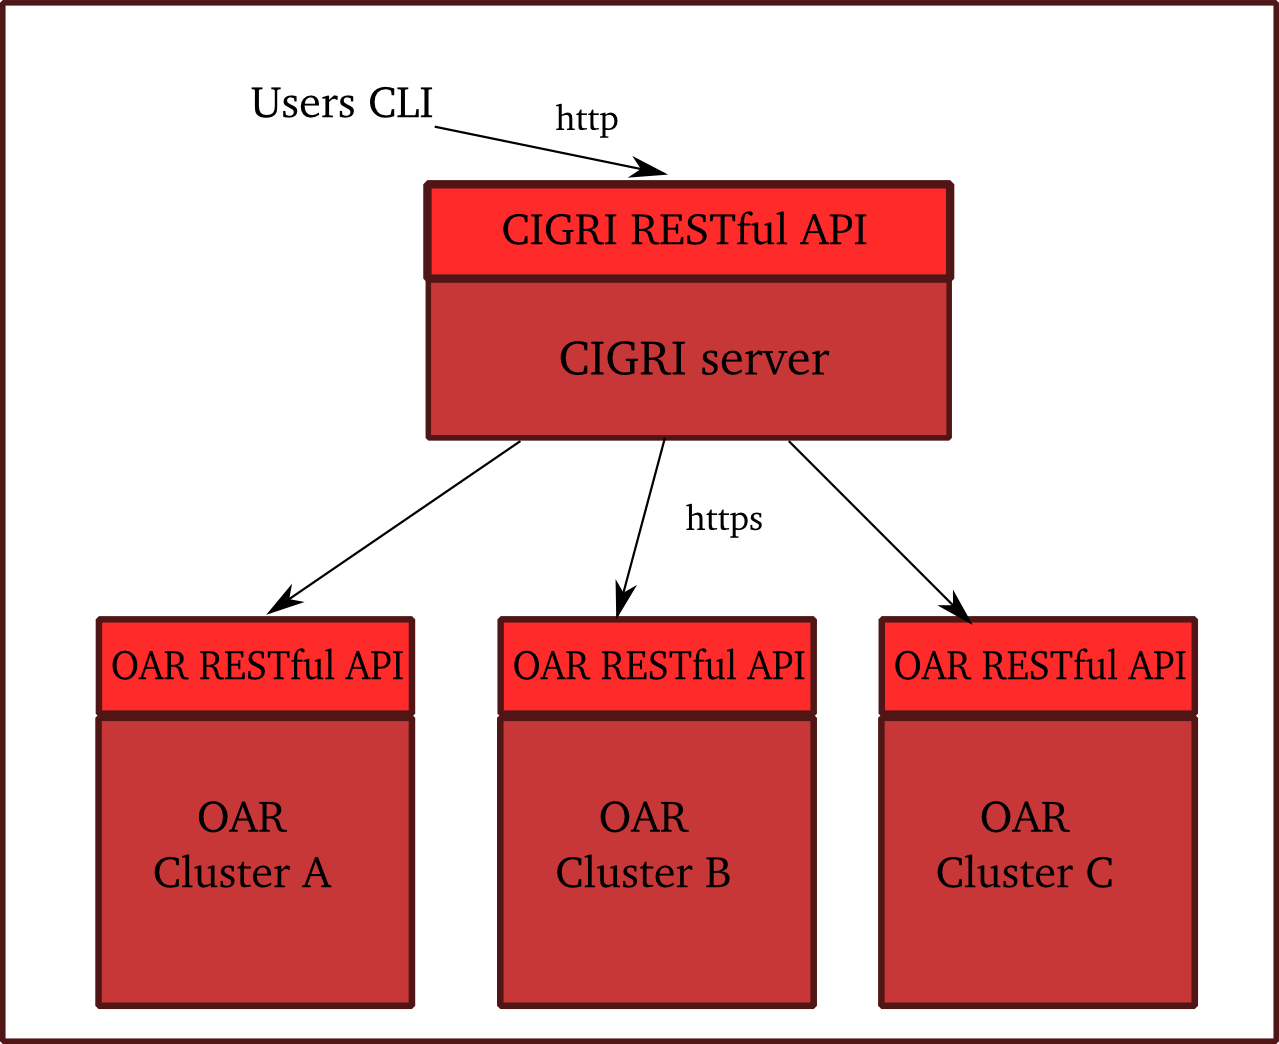 Users CLI
http
CIGRI RESTful API
CIGRI server
https
OAR RESTful API
OAR RESTful API
OAR RESTful API
OAR
Cluster A
OAR
Cluster B
OAR
Cluster C